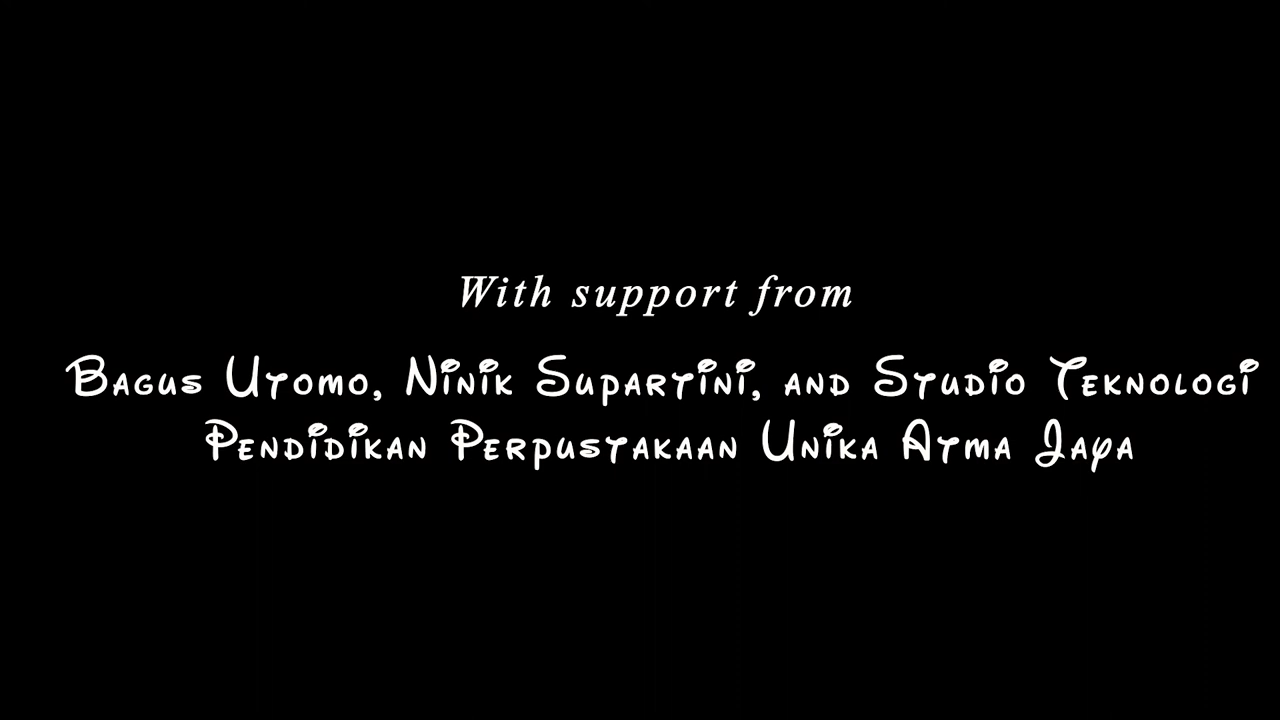 With support from
Bagus Utomo, Ninik Supartini, and Studio Teknologi
Pendidikan Perpustakaan Unika Atma Jaya